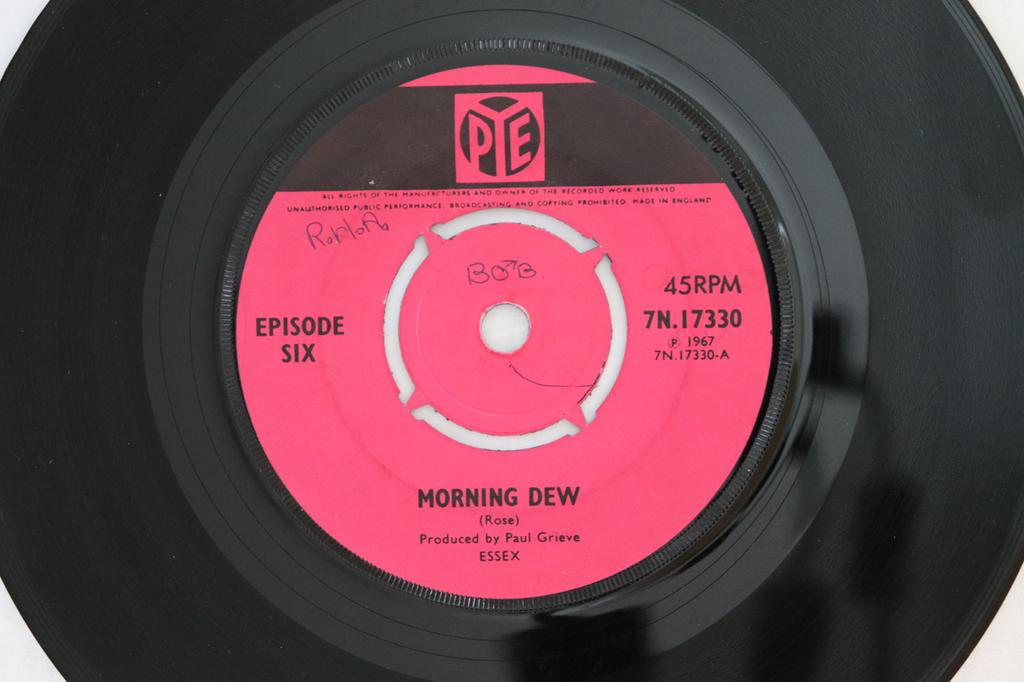 PYE
ALL RIGHTS OF THE MANUFACTURERS AND OWNER OF THE RECORDED WORK RESERVED
UNAUTHORISED PUBLIC PERFORMANCE, BROADCASTING AND COPYING PROHIBITED. MADE IN ENGLAND
R.H.A.
BOB.
45RPM
EPISODE
SIX
7N.17330
℗ 1967
7N.17330-A
MORNING DEW
(Rose)
Produced by Paul Grieve
ESSEX